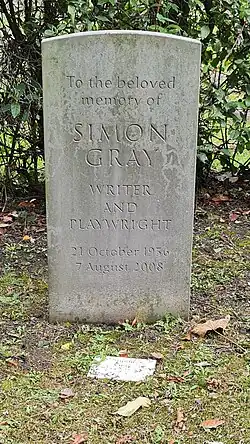 To the beloved
memory of
SIMON
GRAY
WRITER
AND
PLAYWRIGHT
21 October 1936
7 August 2008